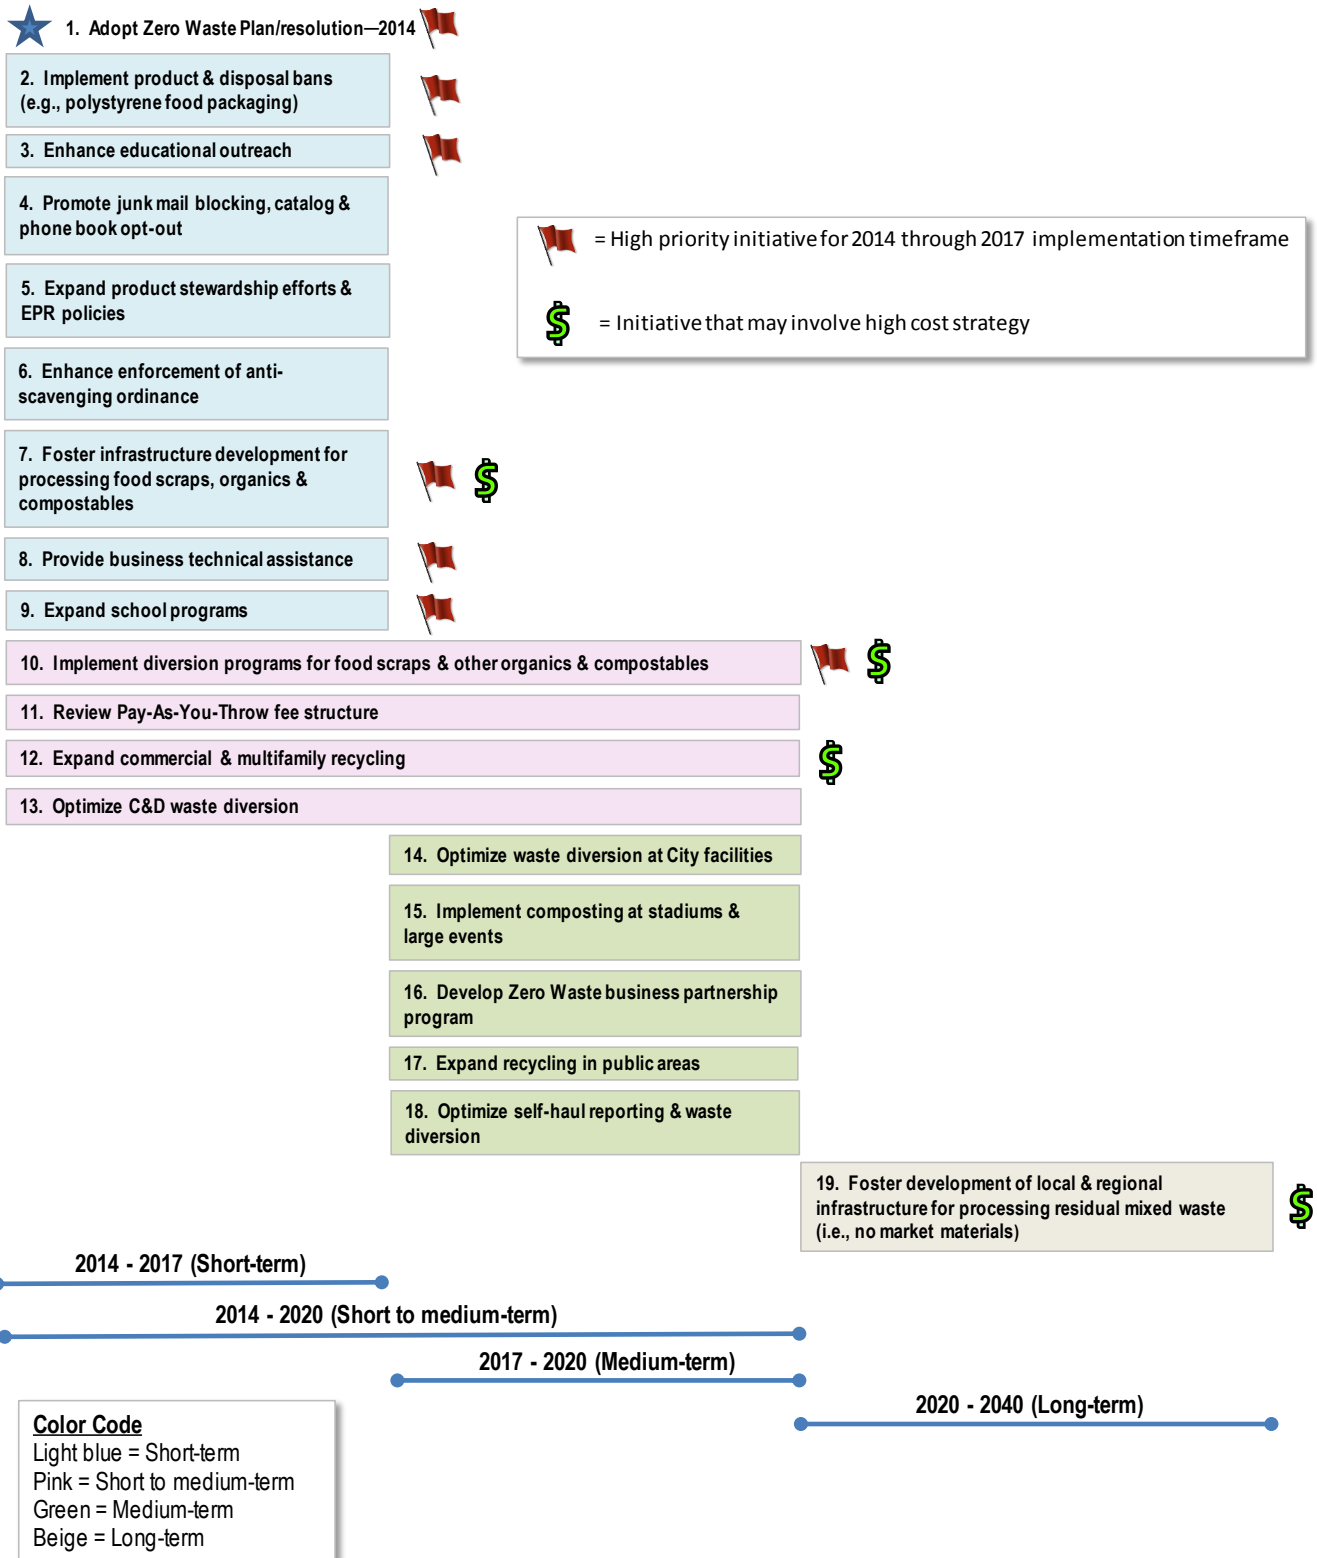 1. Adopt Zero Waste Plan/resolution—2014
2. Implement product & disposal bans
(e.g., polystyrene food packaging)
3. Enhance educational outreach
4. Promote junk mail blocking, catalog &
phone book opt-out
= High priority initiative for 2014 through 2017 implementation timeframe
$ = Initiative that may involve high cost strategy
5. Expand product stewardship efforts &
EPR policies
6. Enhance enforcement of anti-
scavenging ordinance
7. Foster infrastructure development for
processing food scraps, organics &
compostables
$
8. Provide business technical assistance
9. Expand school programs
10. Implement diversion programs for food scraps & other organics & compostables
$
11. Review Pay-As-You-Throw fee structure
12. Expand commercial & multifamily recycling
$
13. Optimize C&D waste diversion
14. Optimize waste diversion at City facilities
15. Implement composting at stadiums &
large events
16. Develop Zero Waste business partnership
program
17. Expand recycling in public areas
18. Optimize self-haul reporting & waste
diversion
19. Foster development of local & regional
infrastructure for processing residual mixed waste
(i.e., no market materials)
$
2014 - 2017 (Short-term)
2014 - 2020 (Short to medium-term)
2017 - 2020 (Medium-term)
2020 - 2040 (Long-term)
Color Code
Light blue = Short-term
Pink = Short to medium-term
Green = Medium-term
Beige = Long-term